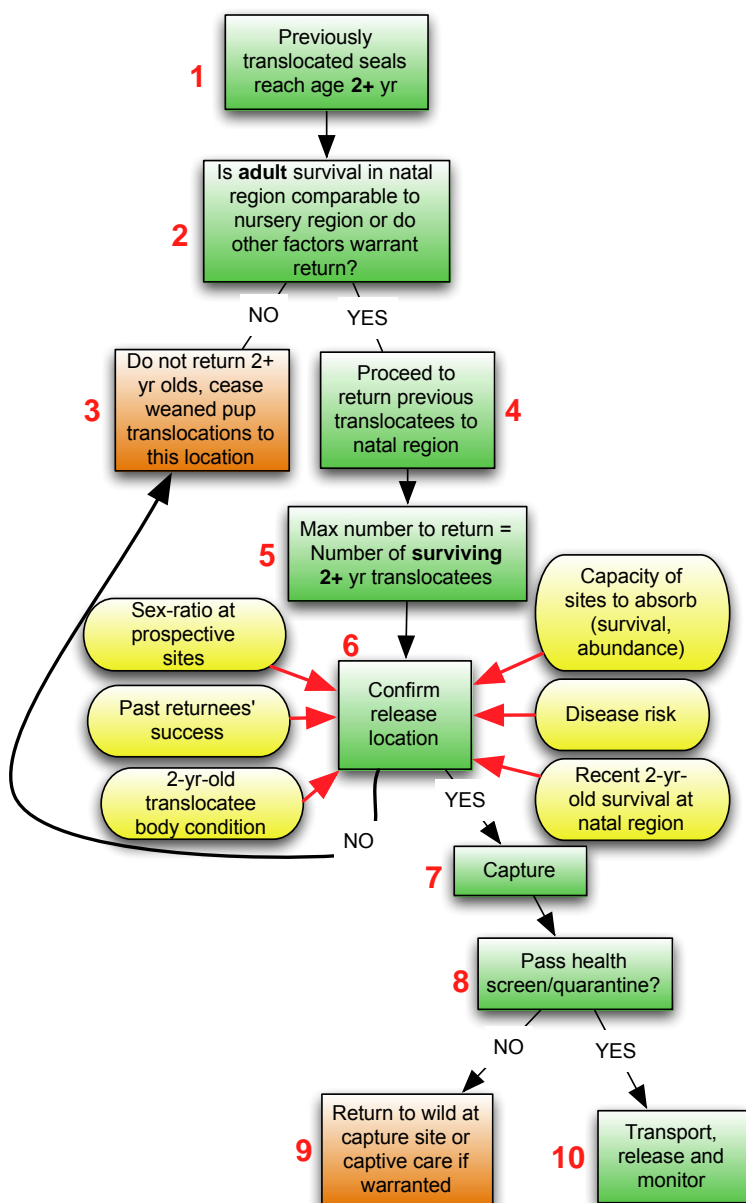 1
Previously
translocated seals
reach age 2+ yr
2
Is adult survival in natal
region comparable to
nursery region or do
other factors warrant
return?
NO
YES
3
Do not return 2+
yr olds, cease
weaned pup
translocations to
this location
Proceed to
return previous
translocatees to
natal region
4
5
Max number to return =
Number of surviving
2+ yr translocatees
Sex-ratio at
prospective
sites
Past returnees'
success
2-yr-old
translocatee
body condition
6
Confirm
release
location
Capacity of
sites to absorb
(survival,
abundance)
Disease risk
Recent 2-yr-
old survival at
natal region
NO
YES
7
Capture
8
Pass health
screen/quarantine?
NO
YES
9
Return to wild at
capture site or
captive care if
warranted
10
Transport,
release and
monitor